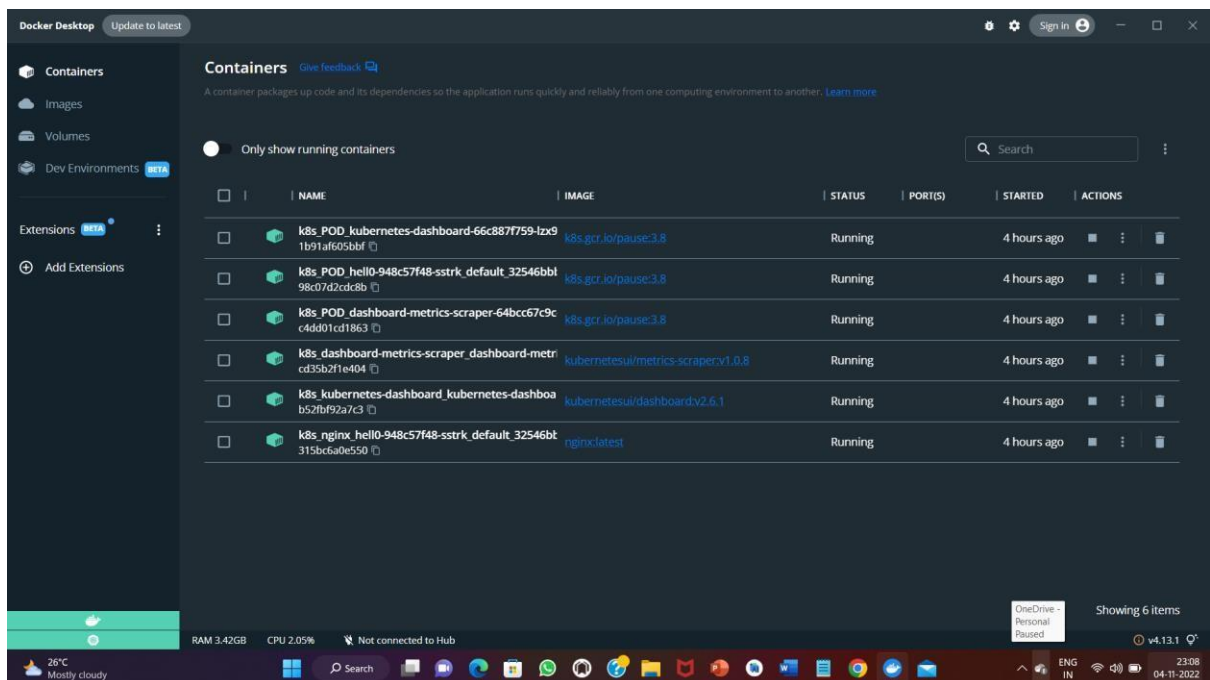 Docker Desktop Update to latest
Sign in
Containers
Images
Volumes
Dev Environments BETA
Extensions BETA
Add Extensions
Containers Give feedback
A container packages up code and its dependencies so the application runs quickly and reliably from one computing environment to another. Learn more
Only show running containers
Search
NAME IMAGE STATUS PORT(S) STARTED ACTIONS
k8s_POD_kubernetes-dashboard-66c887f759-lzx9
1b91af605bbf
k8s.gcr.io/pause:3.8 Running 4 hours ago
k8s_POD_hell0-948c57f48-sstrk_default_32546bbl
98c07d2cdc8b
k8s.gcr.io/pause:3.8 Running 4 hours ago
k8s_POD_dashboard-metrics-scraper-64bcc67c9c
c4dd01cd1863
k8s.gcr.io/pause:3.8 Running 4 hours ago
k8s_dashboard-metrics-scraper_dashboard-metri
cd35b2f1e404
kubernetesui/metrics-scraper:v1.0.8 Running 4 hours ago
k8s_kubernetes-dashboard_kubernetes-dashboa
b52fbf92a7c3
kubernetesui/dashboard:v2.6.1 Running 4 hours ago
k8s_nginx_hell0-948c57f48-sstrk_default_32546bb
315bc6a0e550
nginx:latest Running 4 hours ago
Showing 6 items
OneDrive -
Personal
Paused
RAM 3.42GB CPU 2.05% Not connected to Hub v4.13.1
26°C
Mostly cloudy
Search
ENG
IN
23:08
04-11-2022